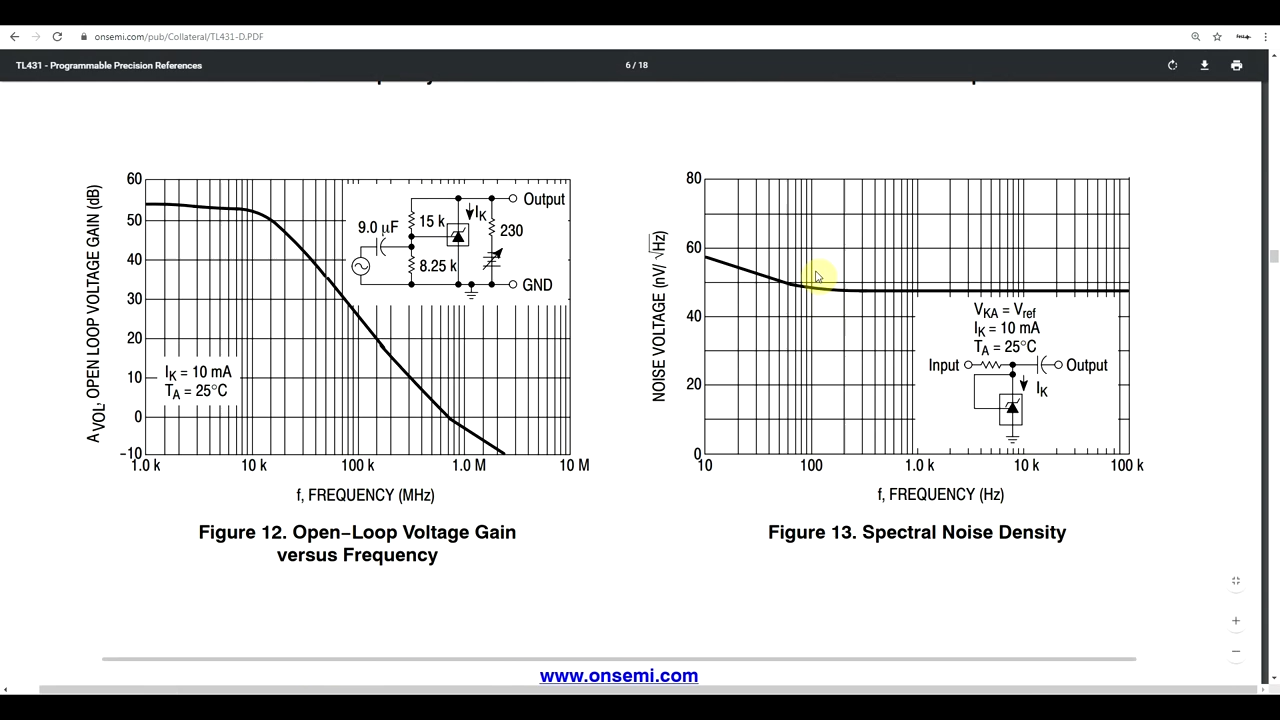 onsemi.com/pub/Collateral/TL431-D.PDF
TL431 - Programmable Precision References
6 / 18
60
50
40
30
20
10
0
-10
A VOL, OPEN LOOP VOLTAGE GAIN (dB)
Output
IK
15 k
230
9.0 μF
8.25 k
GND
IK = 10 mA
TA = 25°C
1.0 k
10 k
100 k
1.0 M
10 M
f, FREQUENCY (MHz)
Figure 12. Open−Loop Voltage Gain
versus Frequency
80
60
40
20
0
NOISE VOLTAGE (nV/ √Hz)
VKA = Vref
IK = 10 mA
TA = 25°C
Input
Output
IK
10
100
1.0 k
10 k
100 k
f, FREQUENCY (Hz)
Figure 13. Spectral Noise Density
www.onsemi.com